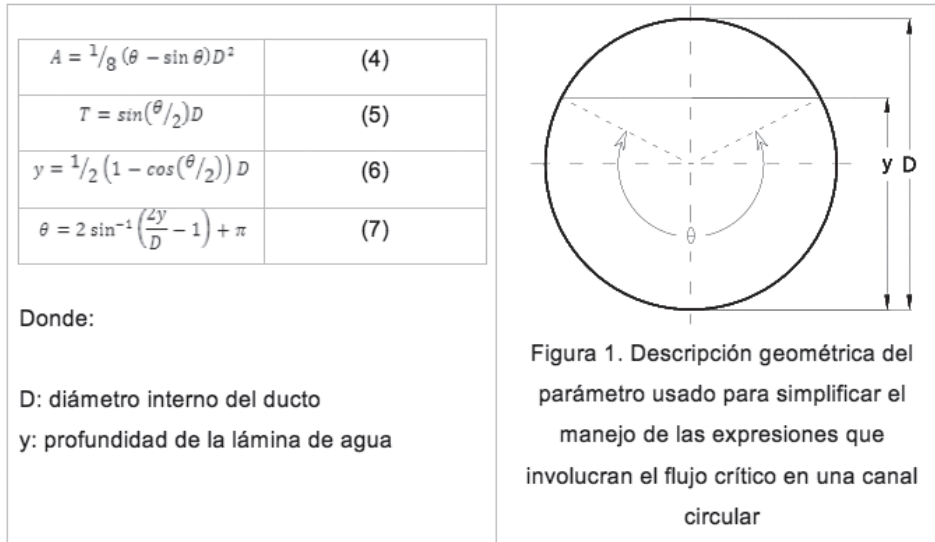 A = 1/8 (θ − sin θ)D² (4)
T = sin(θ/2)D (5)
y = 1/2 (1 − cos(θ/2)) D (6)
θ = 2 sin⁻¹(2y/D − 1) + π (7)
Donde:
D: diámetro interno del ducto
y: profundidad de la lámina de agua
θ
y D
Figura 1. Descripción geométrica del
parámetro usado para simplificar el
manejo de las expresiones que
involucran el flujo crítico en una canal
circular